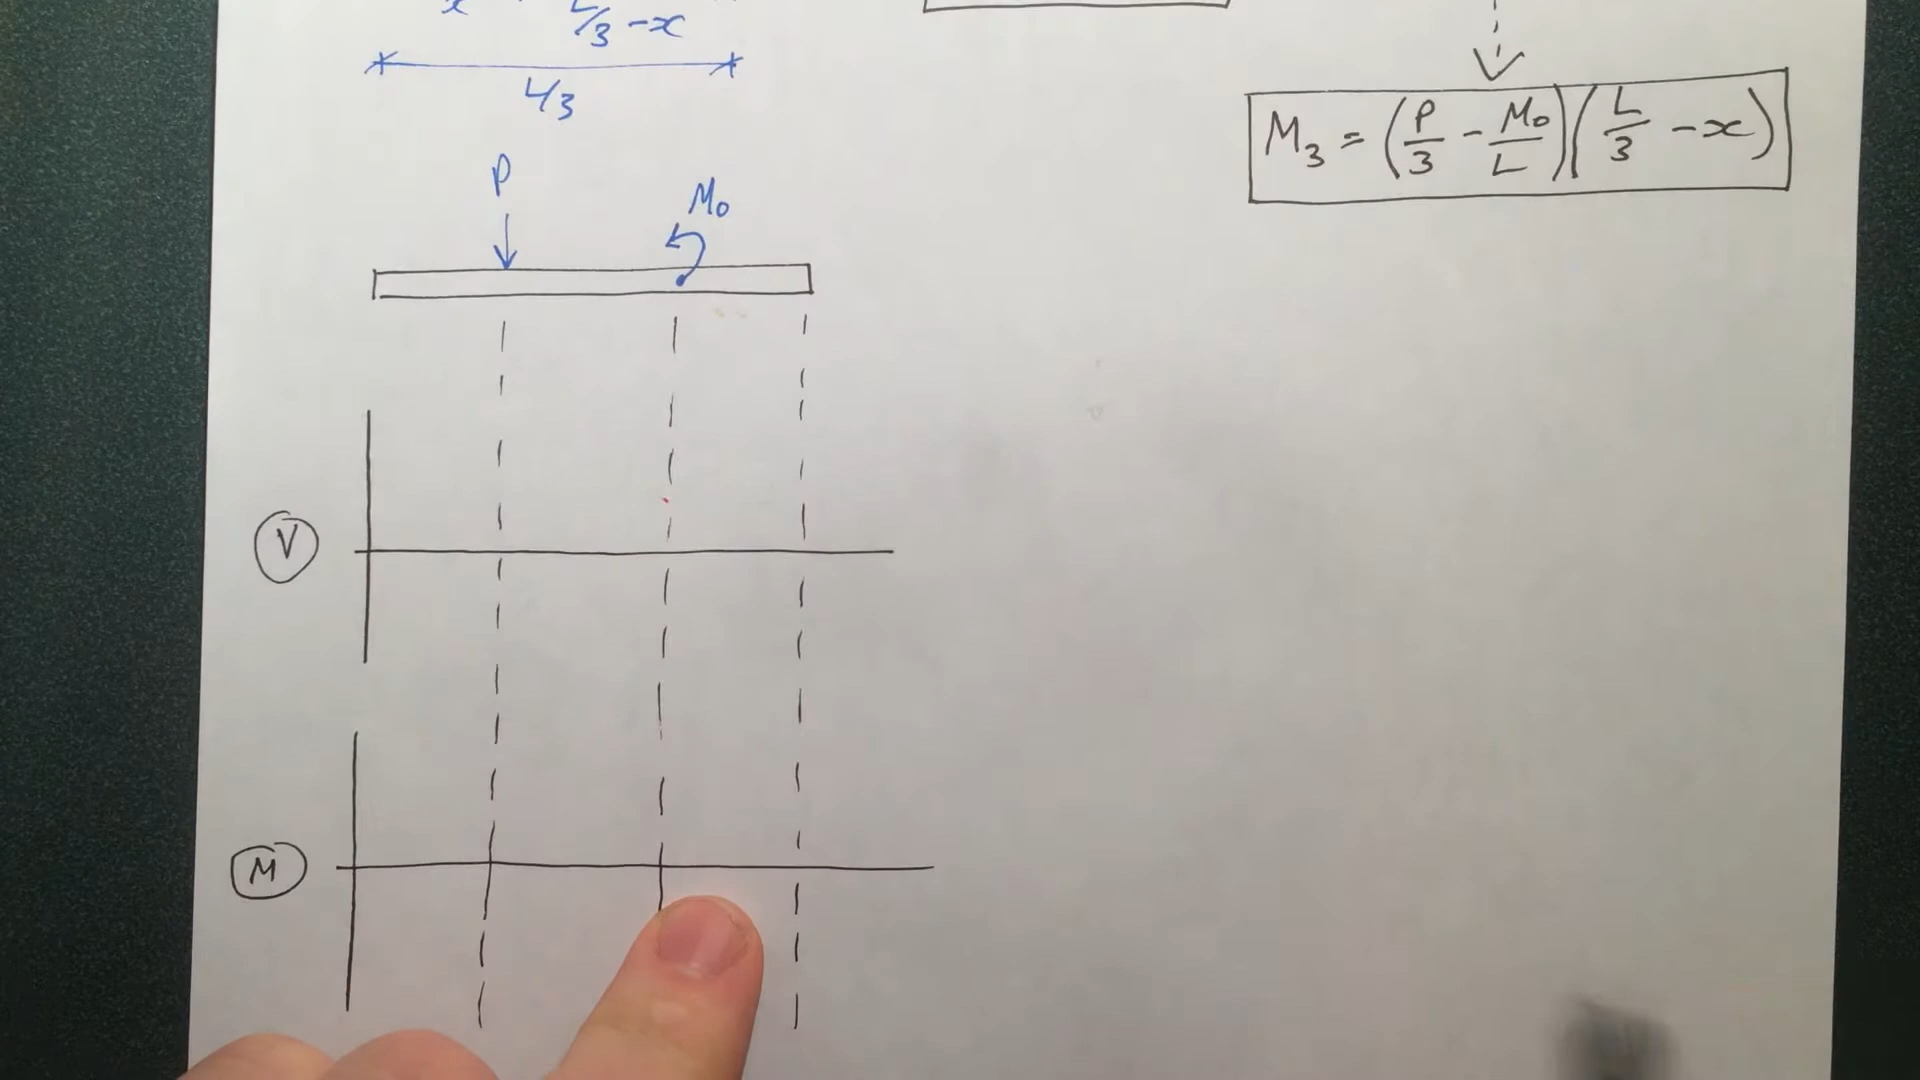 x L/3 -x
L/3
M₃ = (P/3 - M₀/L)(L/3 - x)
P
M₀
V
M